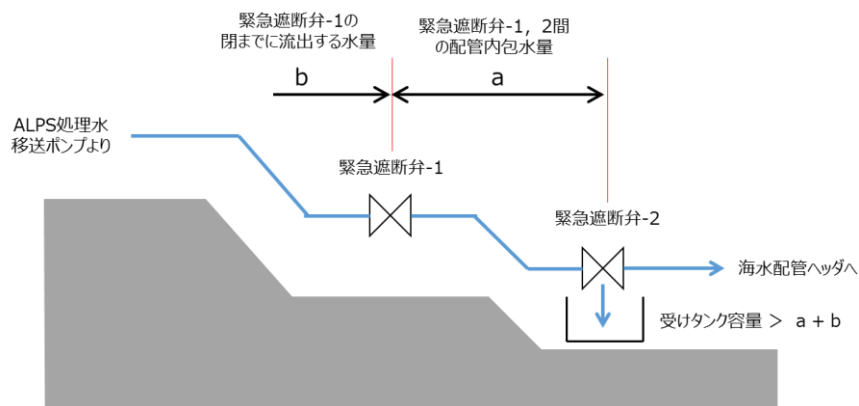 緊急遮断弁-1の
閉までに流出する水量
緊急遮断弁-1，2間
の配管内包水量
b
a
ALPS処理水
移送ポンプより
緊急遮断弁-1
緊急遮断弁-2
海水配管ヘッダへ
受けタンク容量 ＞ a + b